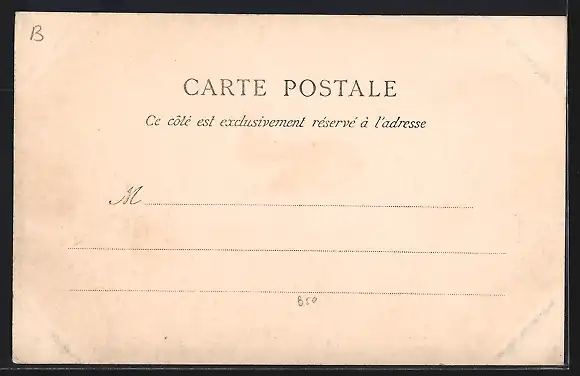 B
CARTE POSTALE
Ce côté est exclusivement réservé à l'adresse
M
B50